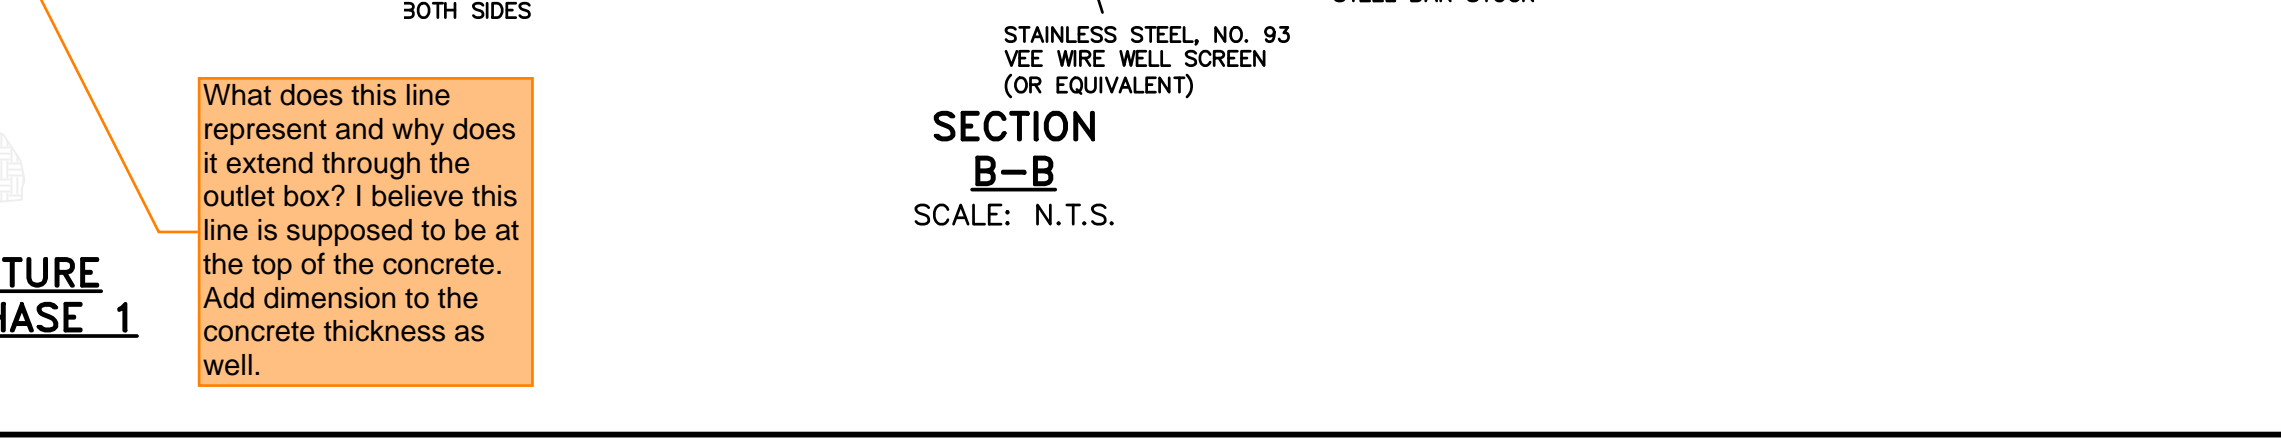 BOTH SIDES
STAINLESS STEEL, NO. 93
VEE WIRE WELL SCREEN
(OR EQUIVALENT)
SECTION
B-B
SCALE: N.T.S.
What does this line
represent and why does
it extend through the
outlet box? I believe this
line is supposed to be at
the top of the concrete.
Add dimension to the
concrete thickness as
well.
TURE
HASE 1